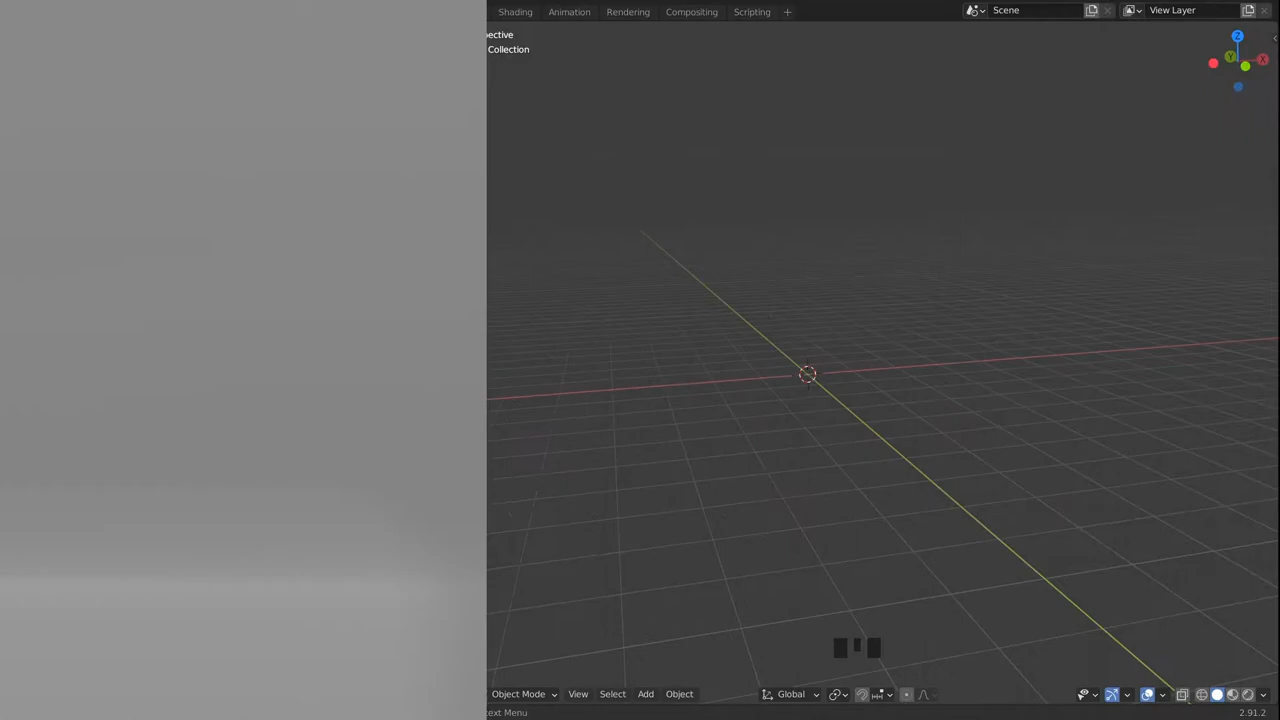 Shading Animation Rendering Compositing Scripting + Scene View Layer
ective
Collection
Z
Y
X
Object Mode View Select Add Object Global
ext Menu 2.91.2